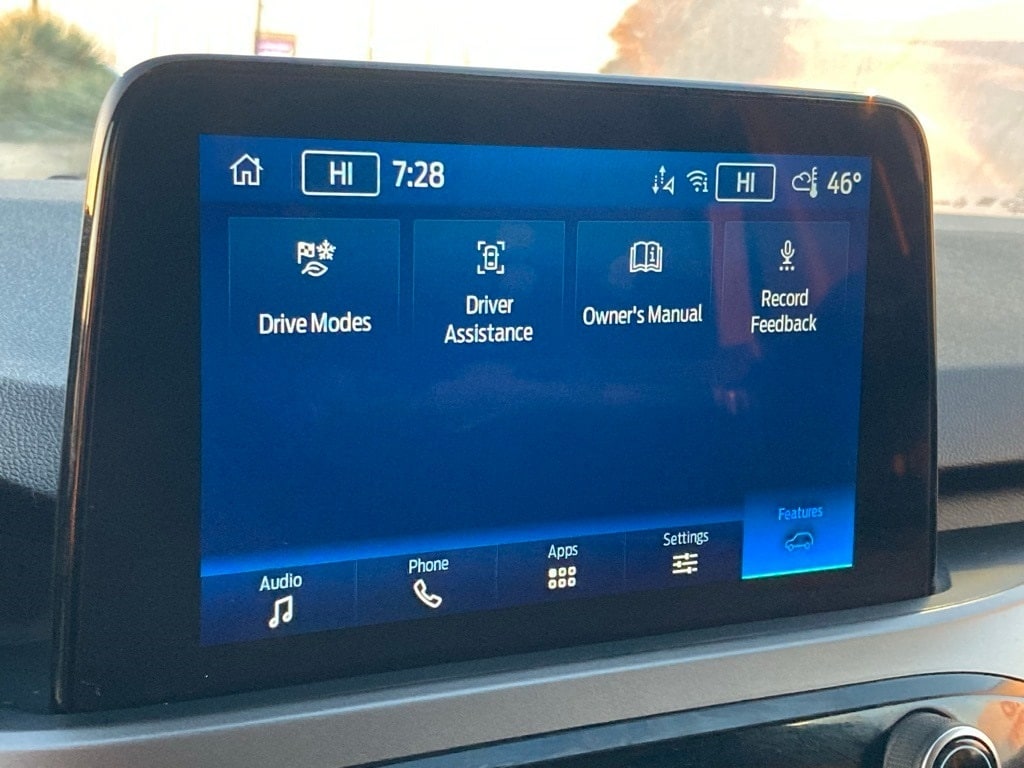 HI 7:28 HI 46°
Drive Modes
Driver
Assistance
Owner's Manual
Record
Feedback
Audio
Phone
Apps
Settings
Features